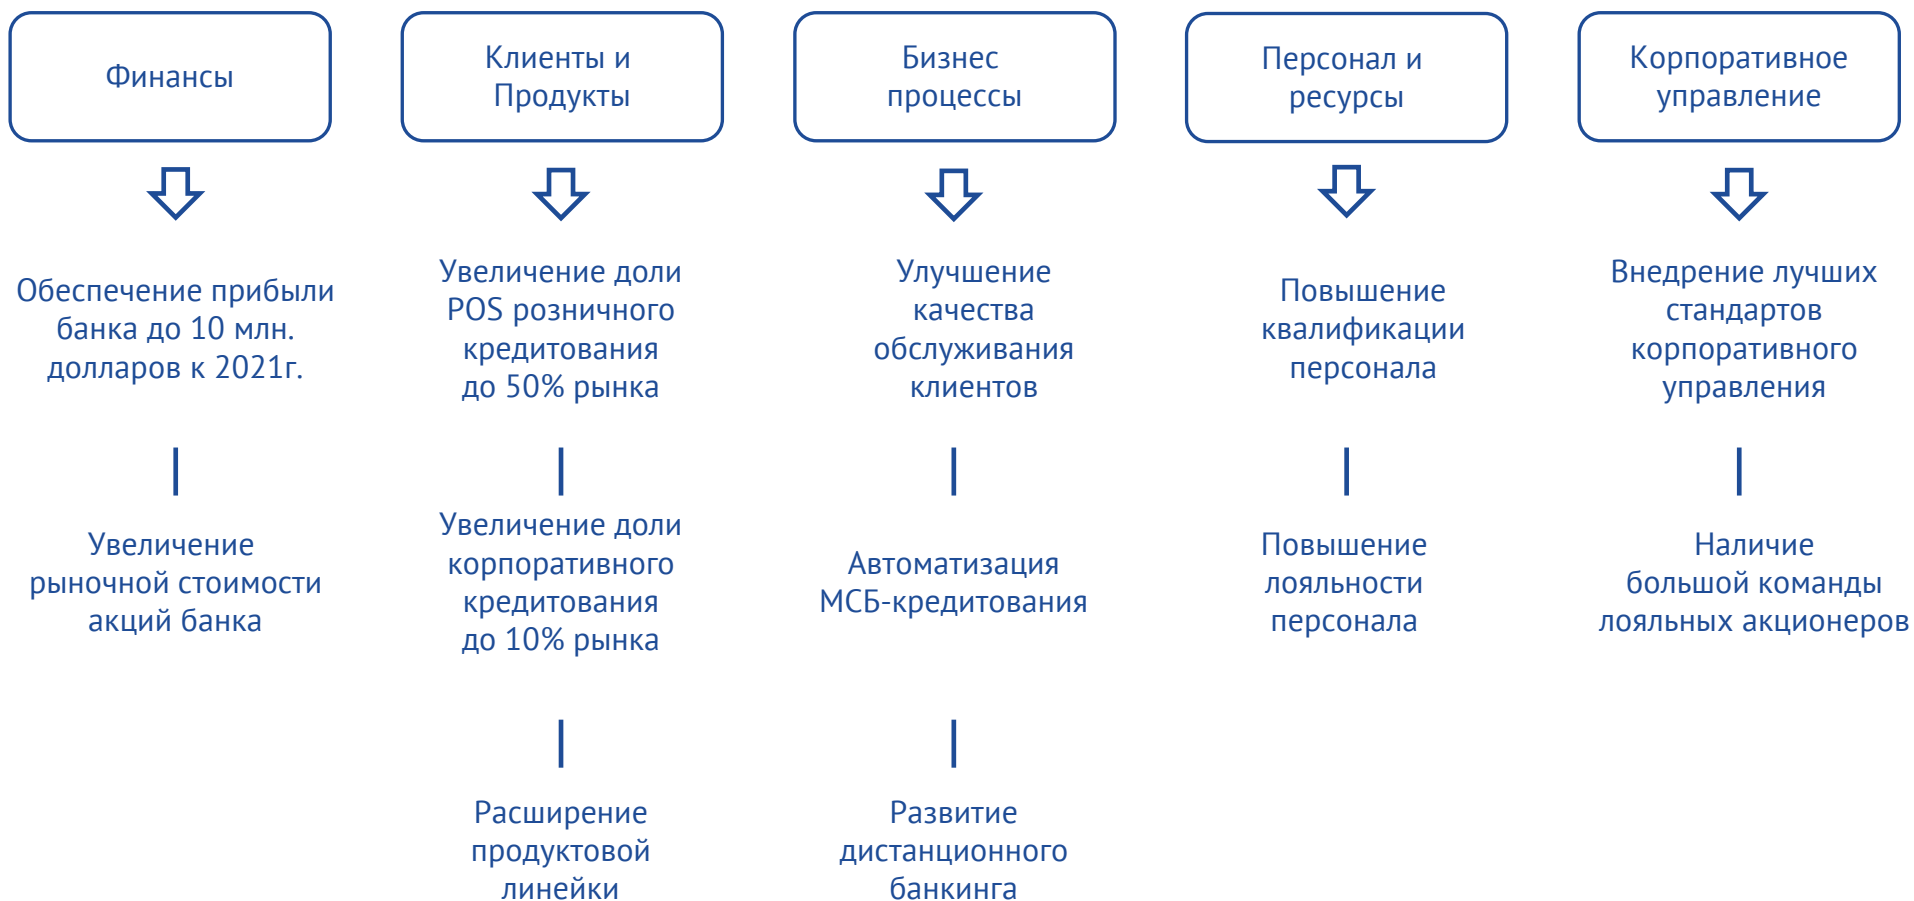 Финансы
Клиенты и
Продукты
Бизнес
процессы
Персонал и
ресурсы
Корпоративное
управление
Обеспечение прибыли
банка до 10 млн.
долларов к 2021г.
Увеличение доли
POS розничного
кредитования
до 50% рынка
Улучшение
качества
обслуживания
клиентов
Повышение
квалификации
персонала
Внедрение лучших
стандартов
корпоративного
управления
Увеличение
рыночной стоимости
акций банка
Увеличение доли
корпоративного
кредитования
до 10% рынка
Автоматизация
МСБ-кредитования
Повышение
лояльности
персонала
Наличие
большой команды
лояльных акционеров
Расширение
продуктовой
линейки
Развитие
дистанционного
банкинга